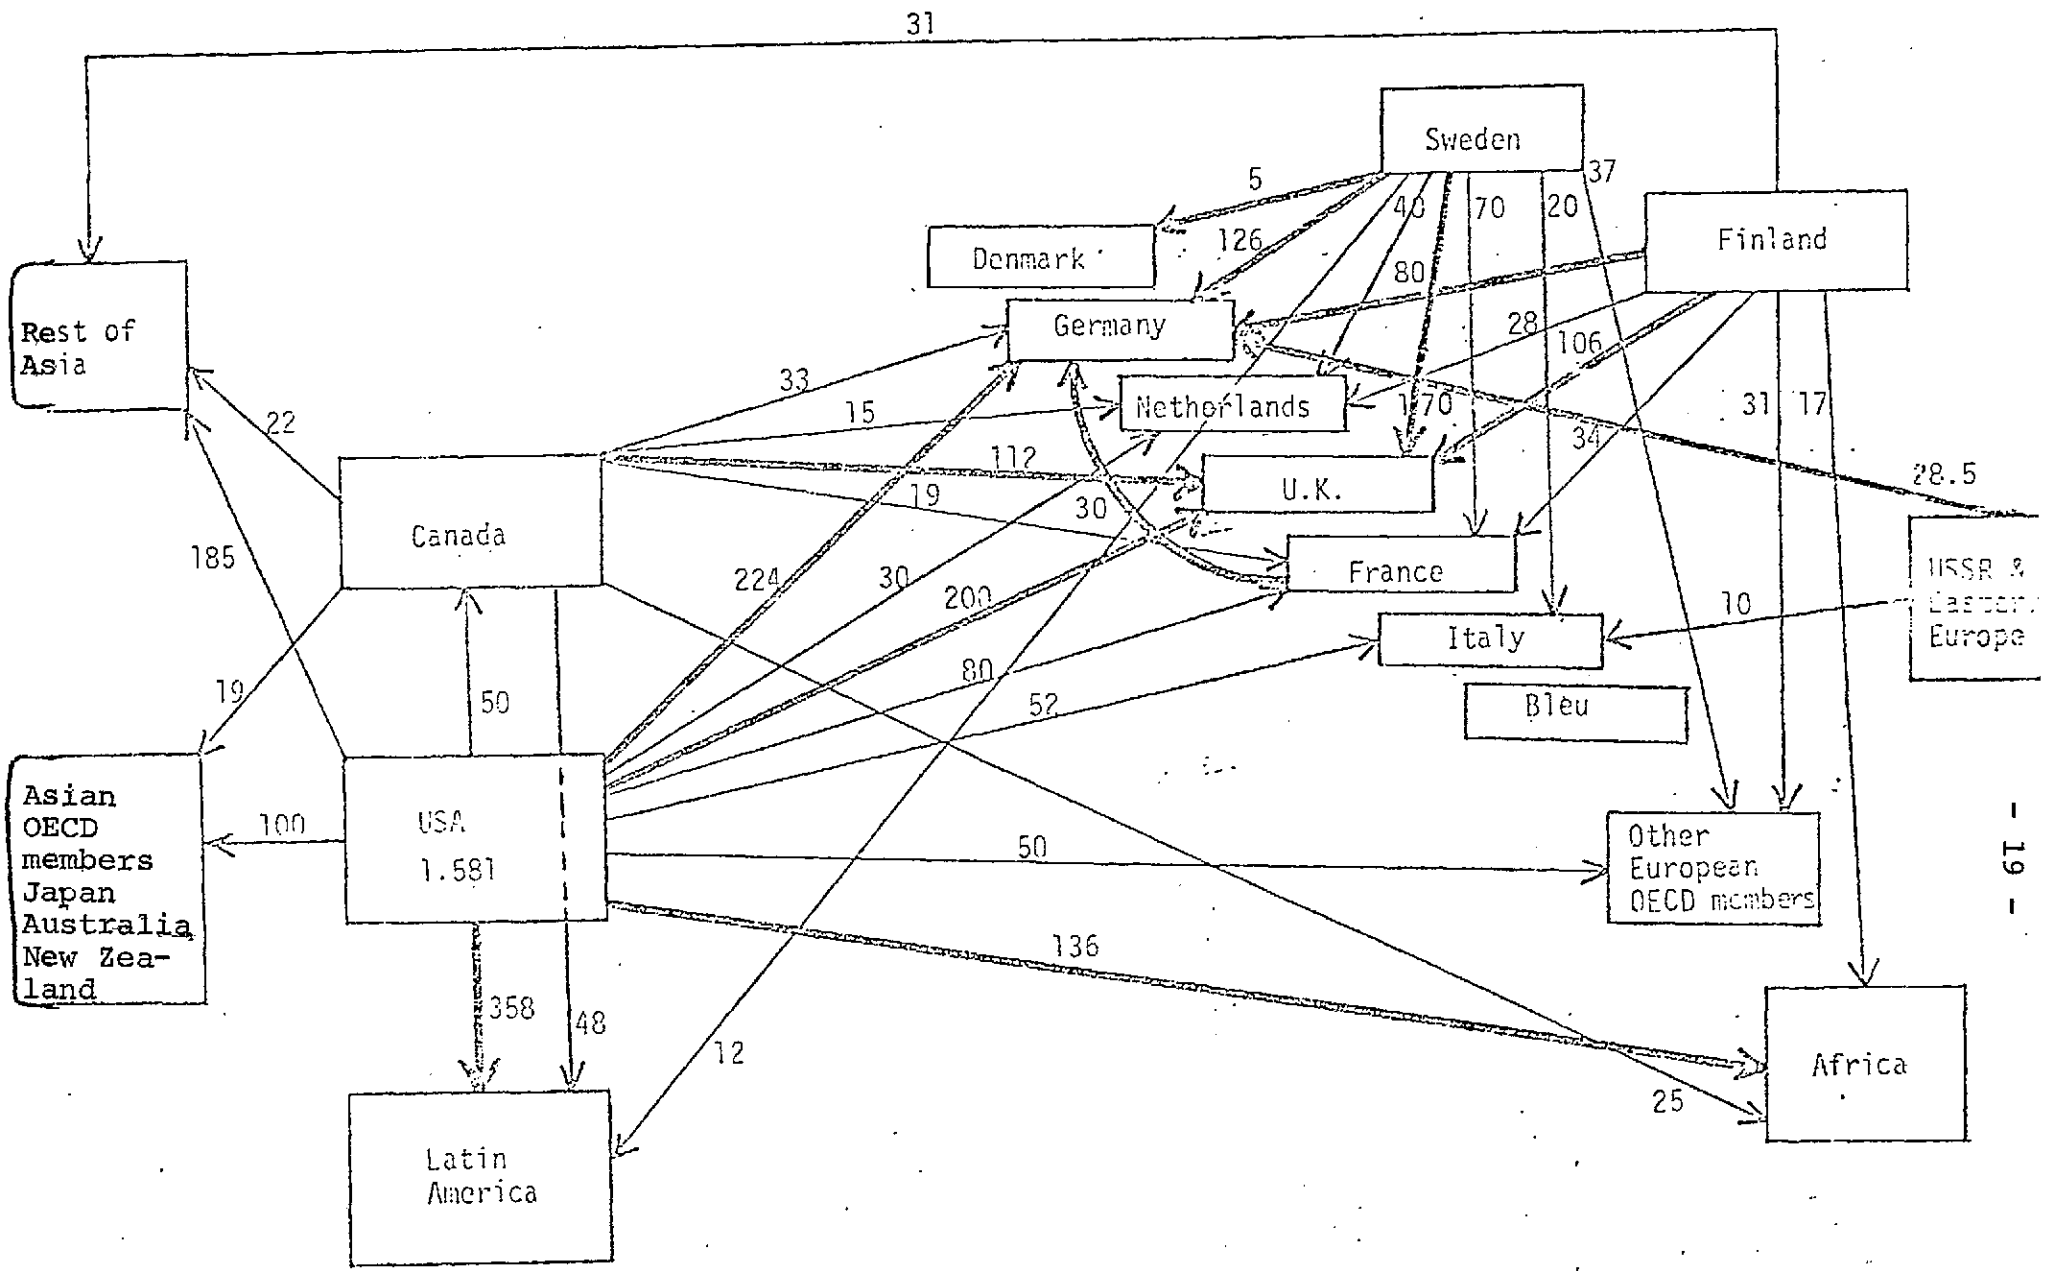 31
Sweden
37
5
40
70
20
126
Denmark
Finland
80
Rest of
Asia
Germany
28
106
33
15
Netherlands
170
31
17
22
34
112
19
30
U.K.
28.5
Canada
185
224
30
200
France
USSR &
Eastern
Europe
10
Italy
80
19
50
52
Bleu
Asian
OECD
members
Japan
Australia
New Zea-
land
100
USA
1.581
50
Other
European
OECD members
- 19 -
136
358
48
12
25
Africa
Latin
America